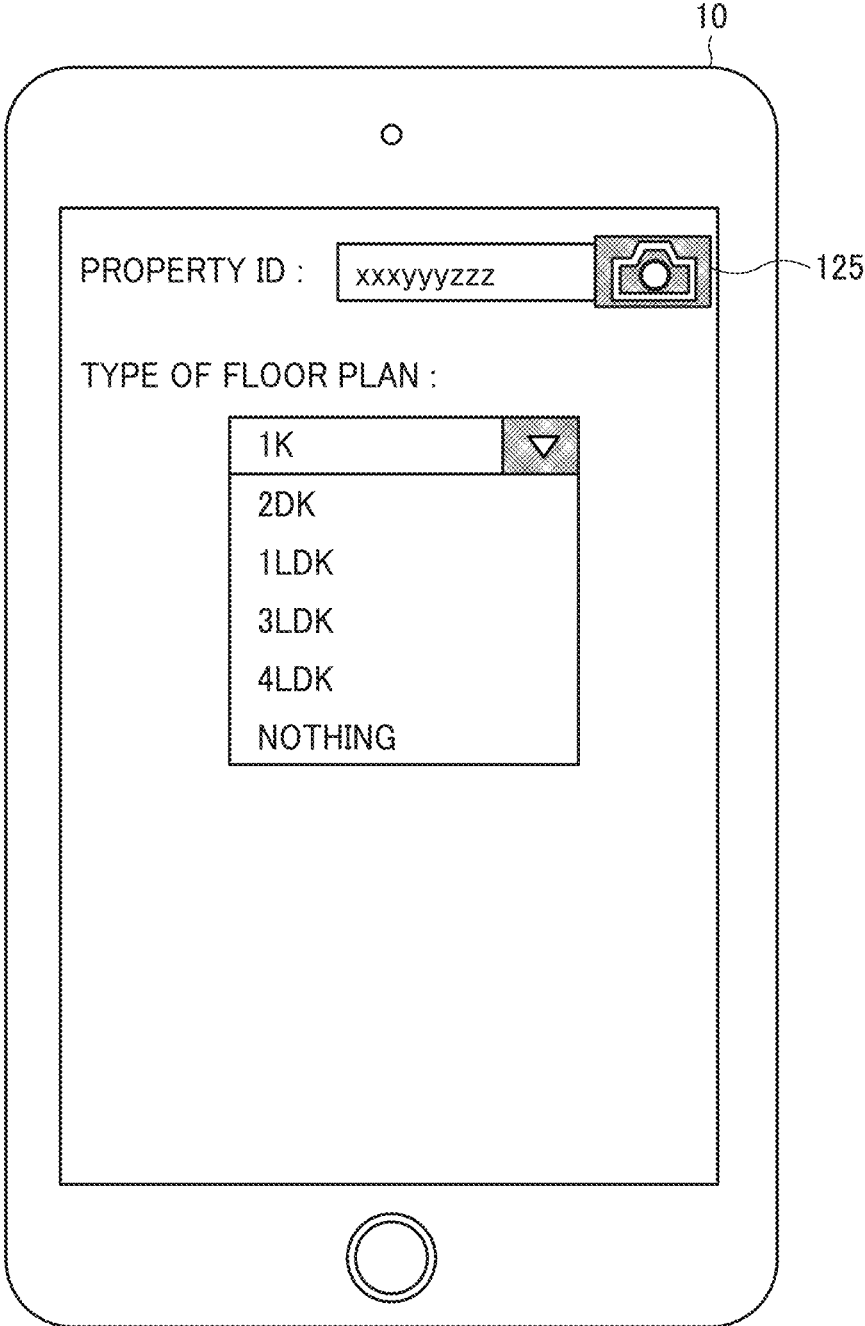 10
PROPERTY ID : xxxyyyzzz
125
TYPE OF FLOOR PLAN :
1K
2DK
1LDK
3LDK
4LDK
NOTHING